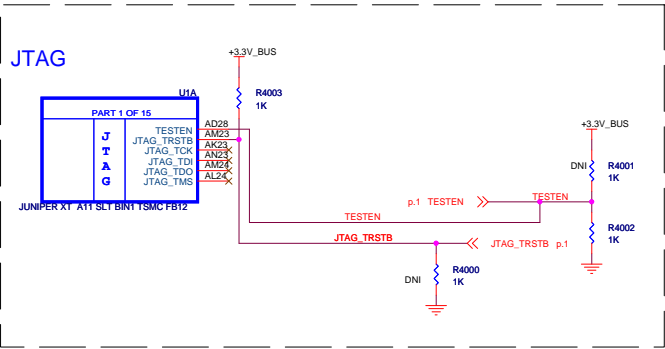 JTAG
+3.3V_BUS
R4003
1K
U1A
PART 1 OF 15
J
T
A
G
TESTEN
JTAG_TRSTB
JTAG_TCK
JTAG_TDI
JTAG_TDO
JTAG_TMS
AD28
AM23
AK23
AN23
AM24
AL24
JUNIPER XT A11 SLT BIN1 TSMC FB12
+3.3V_BUS
DNI
R4001
1K
p.1 TESTEN
TESTEN
TESTEN
R4002
1K
JTAG_TRSTB
JTAG_TRSTB p.1
DNI
R4000
1K